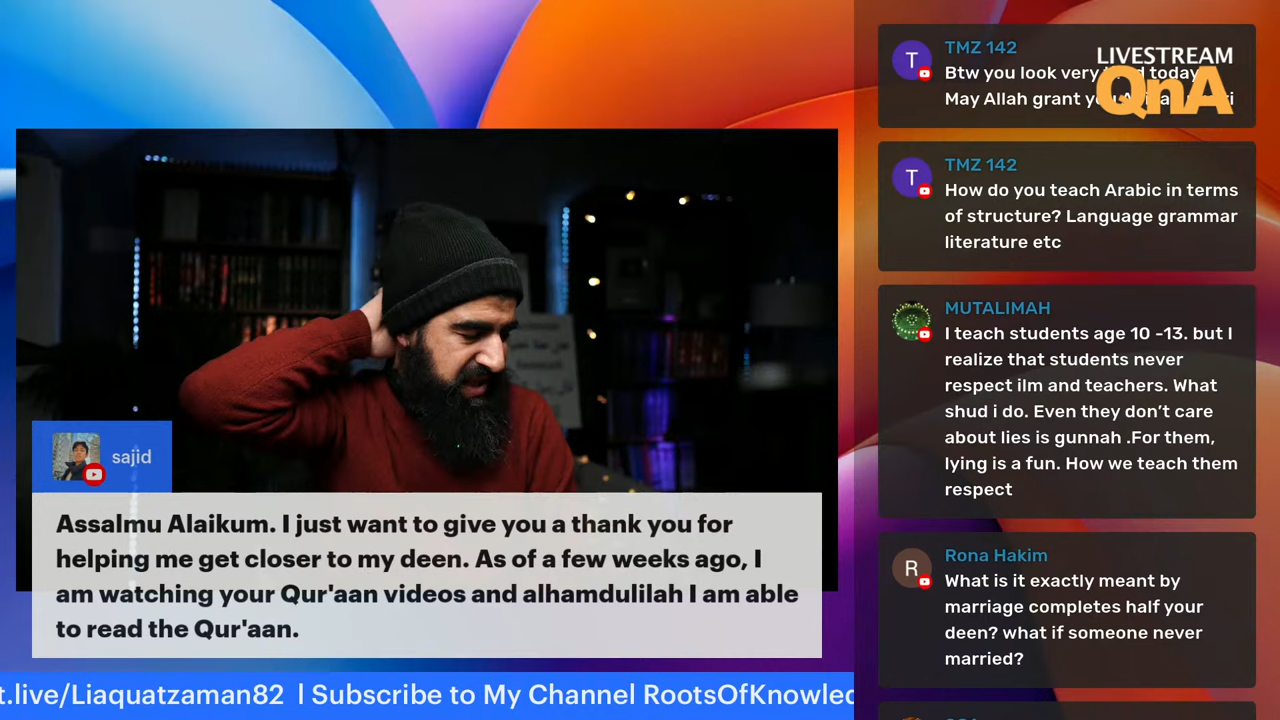 sajid
Assalmu Alaikum. I just want to give you a thank you for
helping me get closer to my deen. As of a few weeks ago, I
am watching your Qur'aan videos and alhamdulilah I am able
to read the Qur'aan.
t.live/Liaquatzaman82 | Subscribe to My Channel RootsOfKnowled
LIVESTREAM
QnA
T
TMZ 142
Btw you look very today
May Allah grant you
T
TMZ 142
How do you teach Arabic in terms
of structure? Language grammar
literature etc
MUTALIMAH
I teach students age 10 -13. but I
realize that students never
respect ilm and teachers. What
shud i do. Even they don’t care
about lies is gunnah .For them,
lying is a fun. How we teach them
respect
R
Rona Hakim
What is it exactly meant by
marriage completes half your
deen? what if someone never
married?